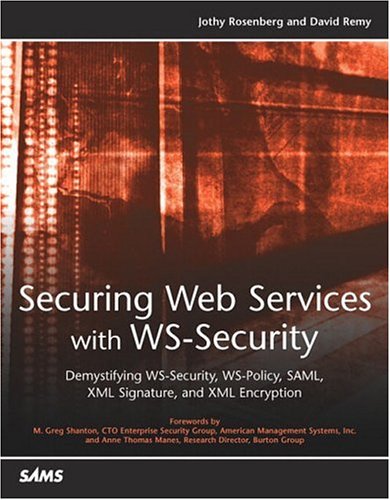 Jothy Rosenberg and David Remy
Securing Web Services
with WS-Security
Demystifying WS-Security, WS-Policy, SAML,
XML Signature, and XML Encryption
Forewords by
M. Greg Shanton, CTO Enterprise Security Group, American Management Systems, Inc.
and Anne Thomas Manes, Research Director, Burton Group
SAMS